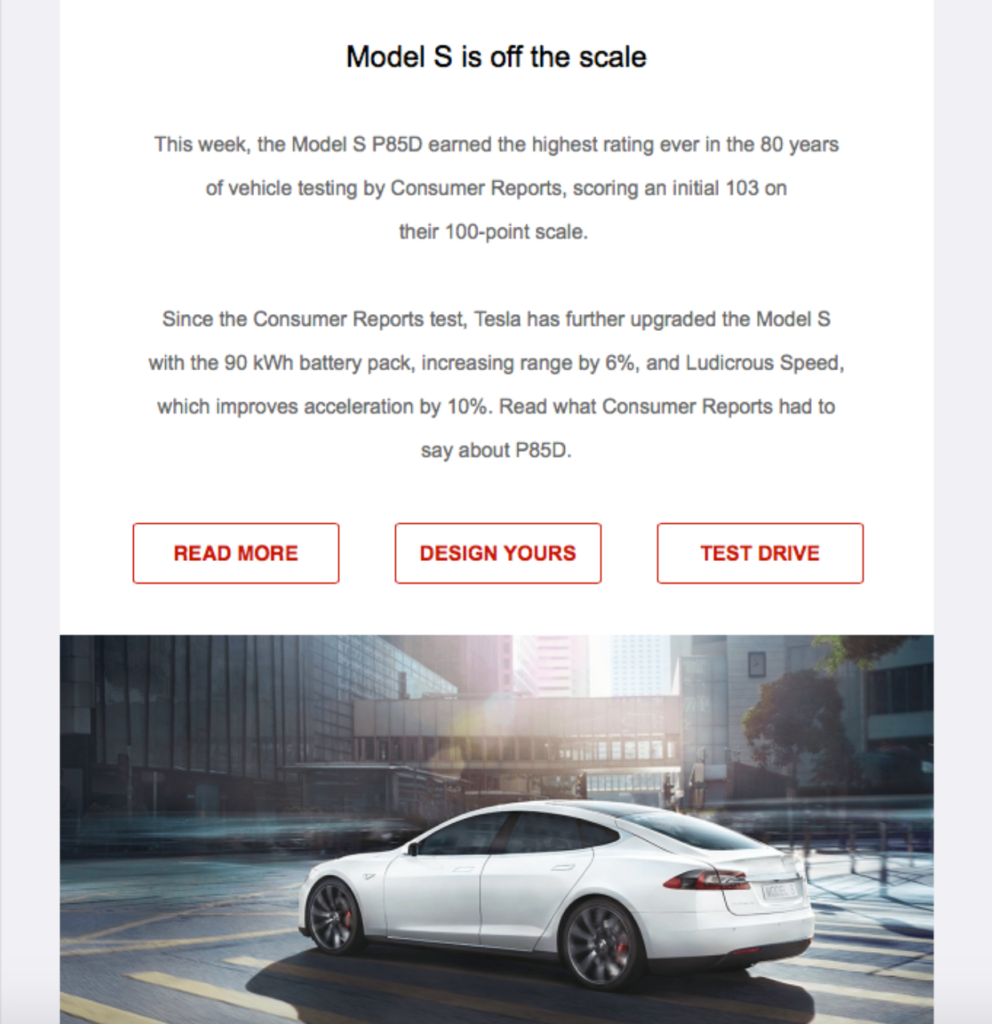 Model S is off the scale
This week, the Model S P85D earned the highest rating ever in the 80 years
of vehicle testing by Consumer Reports, scoring an initial 103 on
their 100-point scale.
Since the Consumer Reports test, Tesla has further upgraded the Model S
with the 90 kWh battery pack, increasing range by 6%, and Ludicrous Speed,
which improves acceleration by 10%. Read what Consumer Reports had to
say about P85D.
READ MORE
DESIGN YOURS
TEST DRIVE
MODEL S